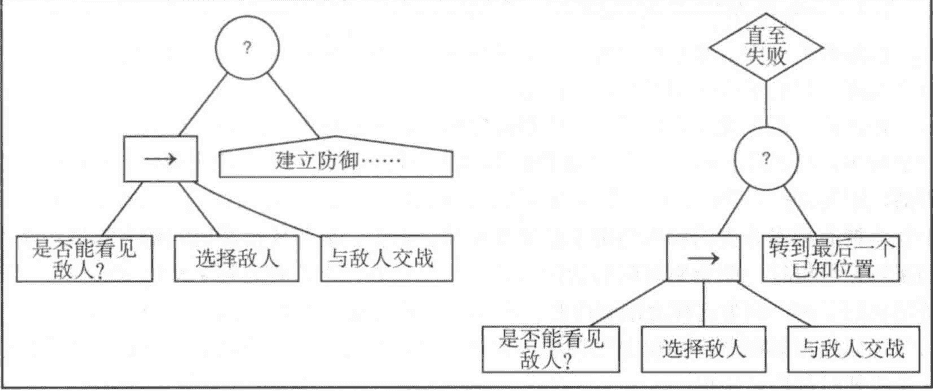 ?
→
建立防御……
是否能看见
敌人?
选择敌人
与敌人交战
直至
失败
?
→
转到最后一个
已知位置
是否能看见
敌人?
选择敌人
与敌人交战